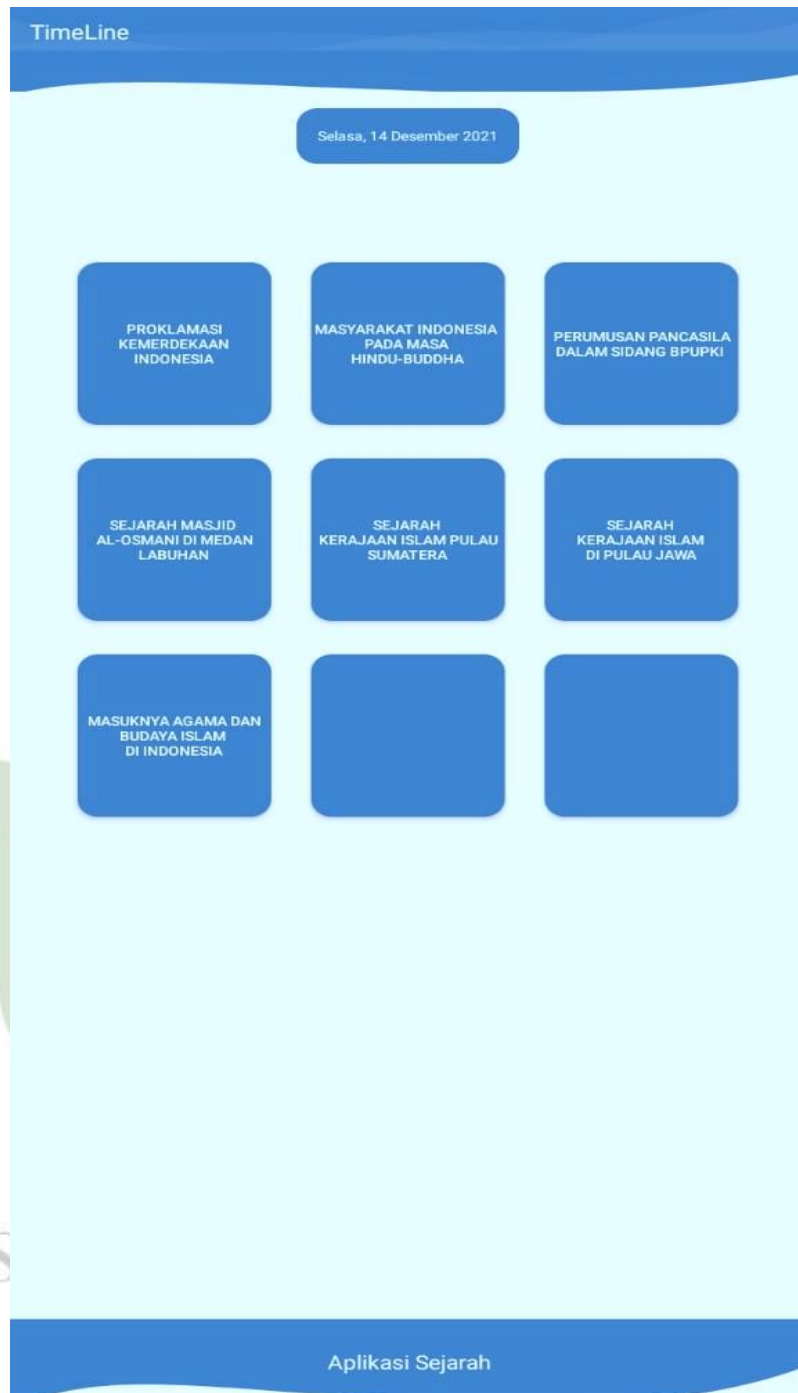 TimeLine
Selasa, 14 Desember 2021
PROKLAMASI
KEMERDEKAAN
INDONESIA
MASYARAKAT INDONESIA
PADA MASA
HINDU-BUDDHA
PERUMUSAN PANCASILA
DALAM SIDANG BPUPKI
SEJARAH MASJID
AL-OSMANI DI MEDAN
LABUHAN
SEJARAH
KERAJAAN ISLAM PULAU
SUMATERA
SEJARAH
KERAJAAN ISLAM
DI PULAU JAWA
MASUKNYA AGAMA DAN
BUDAYA ISLAM
DI INDONESIA
Aplikasi Sejarah